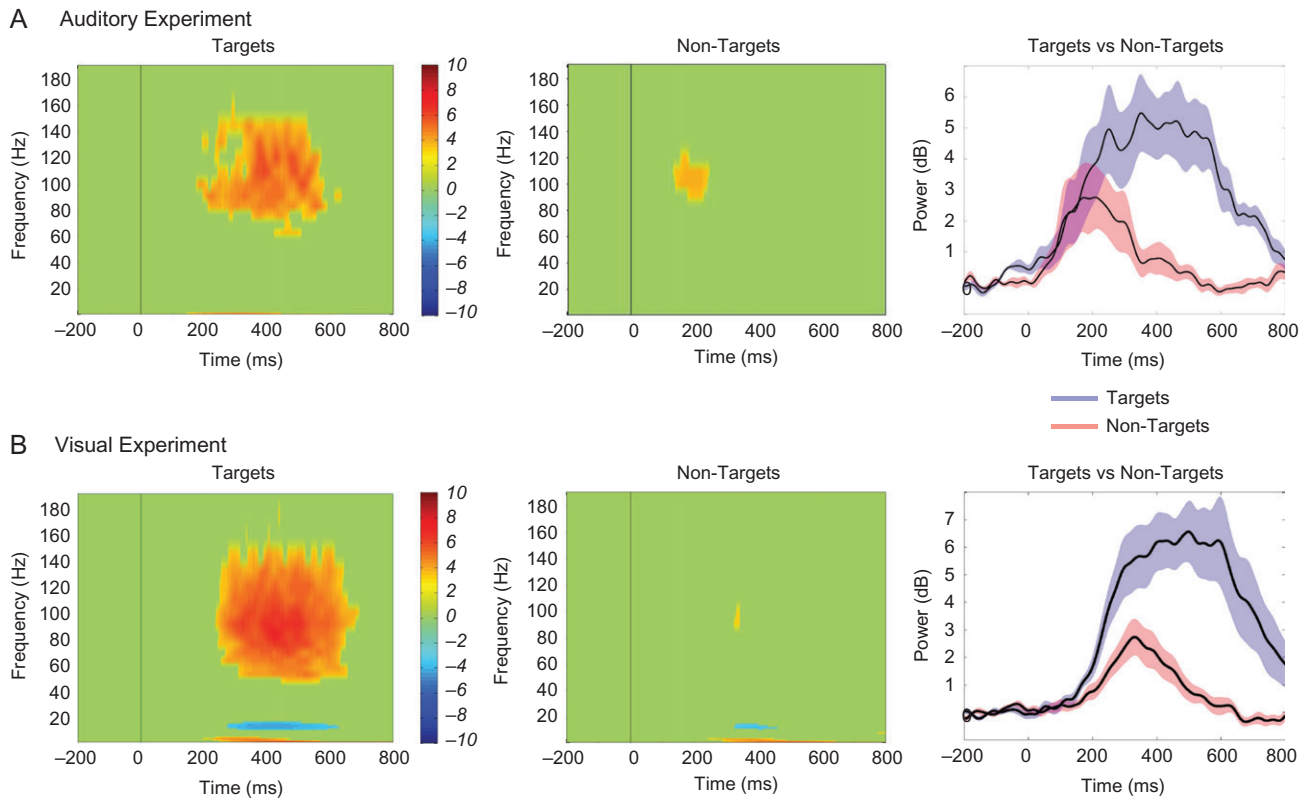 A Auditory Experiment
Targets
Non-Targets
Targets vs Non-Targets
180
160
140
120
100
80
60
40
20
Frequency (Hz)
–200 0 200 400 600 800
Time (ms)
10
8
6
4
2
0
–2
–4
–6
–8
–10
180
160
140
120
100
80
60
40
20
Frequency (Hz)
–200 0 200 400 600 800
Time (ms)
6
5
4
3
2
1
0
Power (dB)
–200 0 200 400 600 800
Time (ms)
Targets
Non-Targets
B Visual Experiment
Targets
Non-Targets
Targets vs Non-Targets
180
160
140
120
100
80
60
40
20
Frequency (Hz)
–200 0 200 400 600 800
Time (ms)
10
8
6
4
2
0
–2
–4
–6
–8
–10
180
160
140
120
100
80
60
40
20
Frequency (Hz)
–200 0 200 400 600 800
Time (ms)
7
6
5
4
3
2
1
0
Power (dB)
–200 0 200 400 600 800
Time (ms)